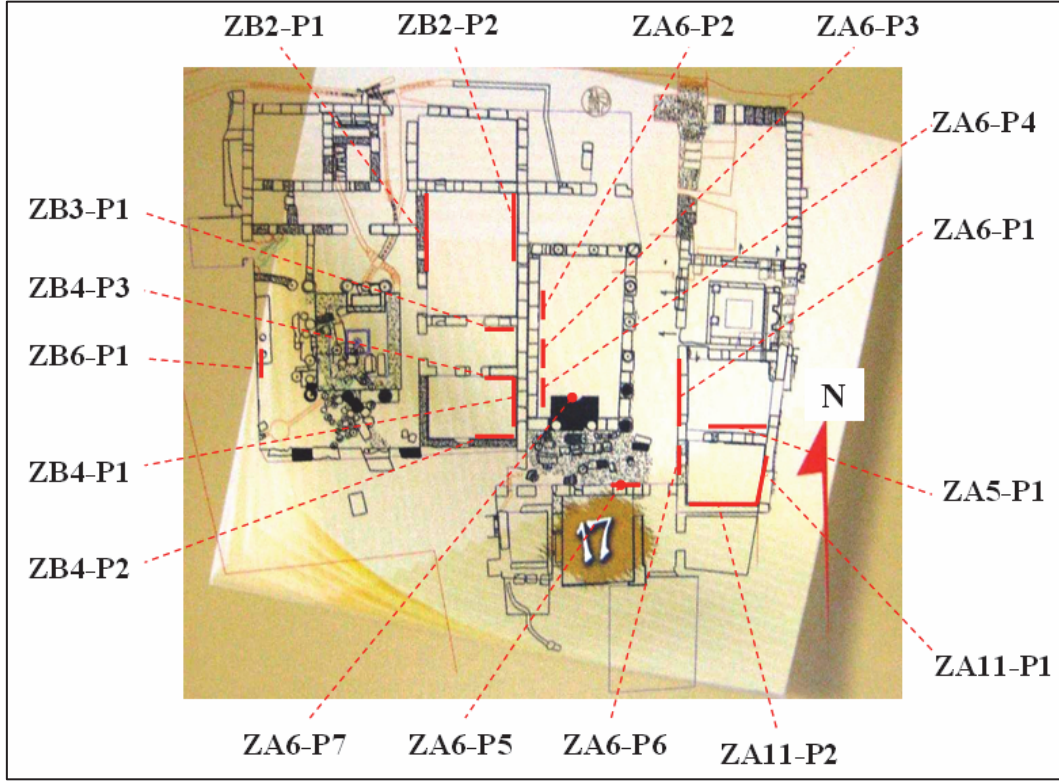 ZB2-P1
ZB2-P2
ZA6-P2
ZA6-P3
ZA6-P4
ZB3-P1
ZA6-P1
ZB4-P3
ZB6-P1
N
ZB4-P1
ZA5-P1
17
ZB4-P2
ZA11-P1
ZA6-P7
ZA6-P5
ZA6-P6
ZA11-P2